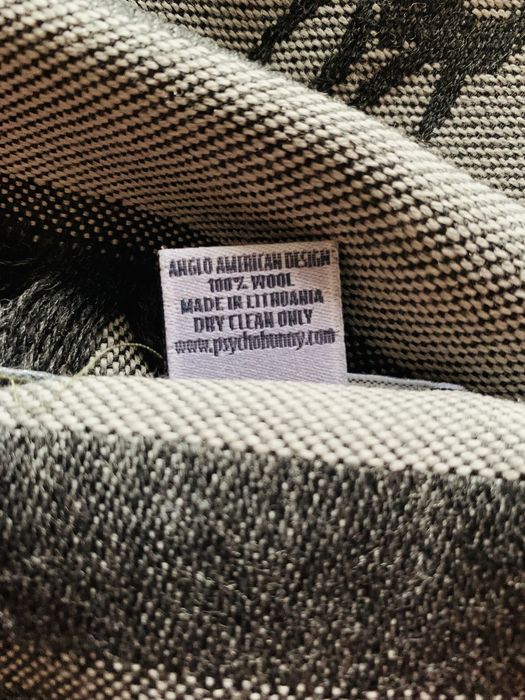 ANGLO AMERICAN DESIGN
100% WOOL
MADE IN LITHUANIA
DRY CLEAN ONLY
www.psychobunny.com